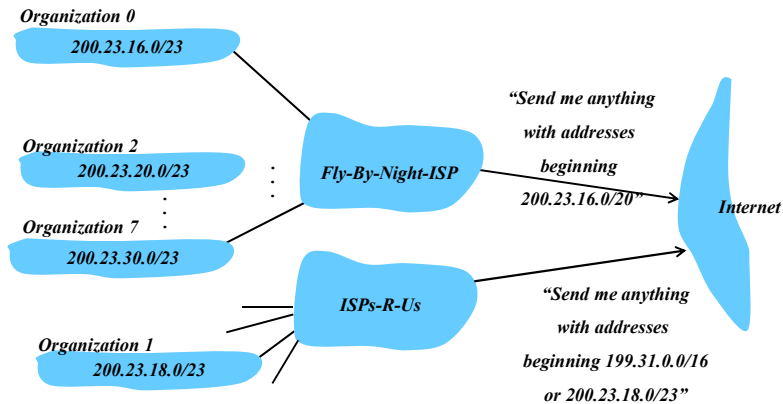 Organization 0
200.23.16.0/23
Organization 2
200.23.20.0/23
Organization 7
200.23.30.0/23
Fly-By-Night-ISP
“Send me anything
with addresses
beginning
200.23.16.0/20”
Internet
ISPs-R-Us
Organization 1
200.23.18.0/23
“Send me anything
with addresses
beginning 199.31.0.0/16
or 200.23.18.0/23”